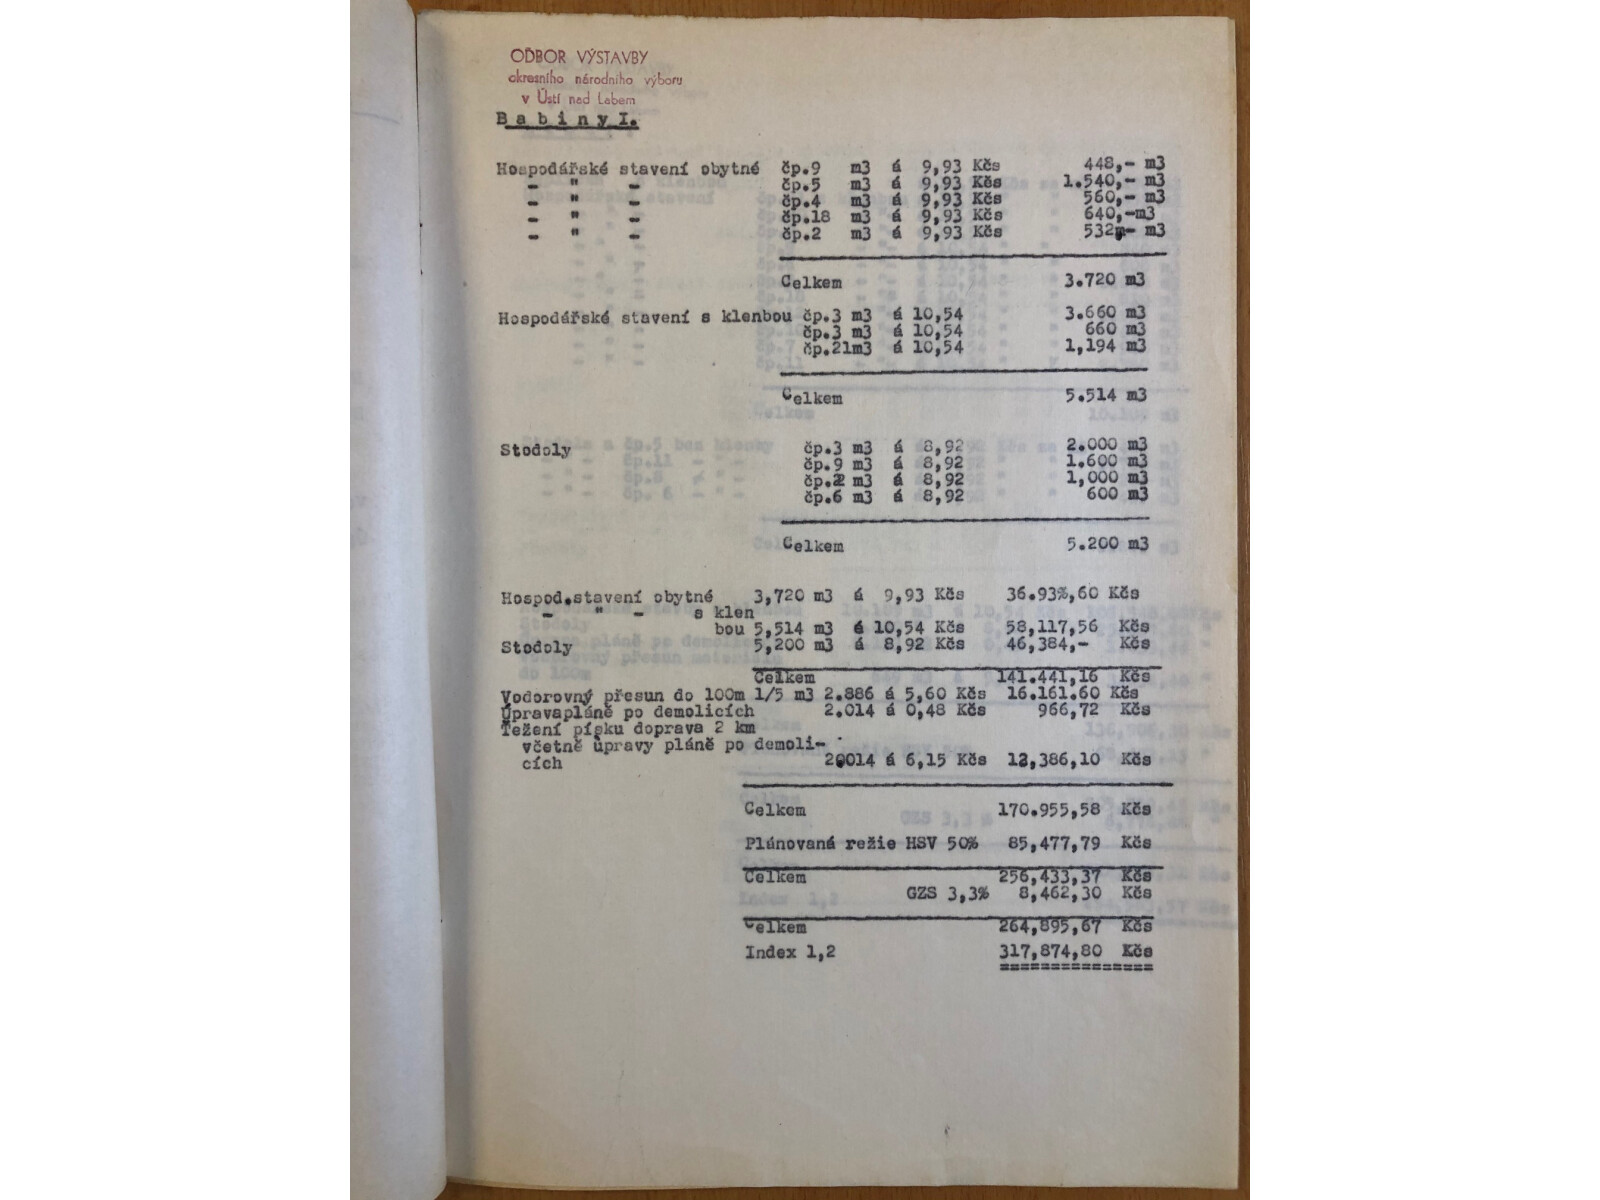 ODBOR VÝSTAVBY
okresního národního výboru
v Ústí nad Labem
B a b i n y I.
Hospodářské stavení obytné čp.9 m3 á 9,93 Kčs 448,- m3
- " - čp.5 m3 á 9,93 Kčs 1.540,- m3
- " - čp.4 m3 á 9,93 Kčs 560,- m3
- " - čp.18 m3 á 9,93 Kčs 640,-m3
- " - čp.2 m3 á 9,93 Kčs 532,- m3
Celkem 3.720 m3
Hospodářské stavení s klenbou čp.3 m3 á 10,54 3.660 m3
čp.3 m3 á 10,54 660 m3
čp.21m3 á 10,54 1,194 m3
Celkem 5.514 m3
Stodoly čp.3 m3 á 8,92 2.000 m3
čp.9 m3 á 8,92 1.600 m3
čp.2 m3 á 8,92 1,000 m3
čp.6 m3 á 8,92 600 m3
Celkem 5.200 m3
Hospod.stavení obytné 3,720 m3 á 9,93 Kčs 36.93%,60 Kčs
- " - s klen
bou 5,514 m3 á 10,54 Kčs 58,117,56 Kčs
Stodoly 5,200 m3 á 8,92 Kčs 46,384,- Kčs
Celkem 141.441,16 Kčs
Vodorovný přesun do 100m 1/5 m3 2.886 á 5,60 Kčs 16.161.60 Kčs
Úpravapláně po demolicích 2.014 á 0,48 Kčs 966,72 Kčs
Težení písku doprava 2 km
včetně úpravy pláně po demoli-
cích 2.014 á 6,15 Kčs 12,386,10 Kčs
Celkem 170.955,58 Kčs
Plánovaná režie HSV 50% 85,477,79 Kčs
Celkem 256,433,37 Kčs
GZS 3,3% 8,462,30 Kčs
Celkem 264,895,67 Kčs
Index 1,2 317,874,80 Kčs
===============